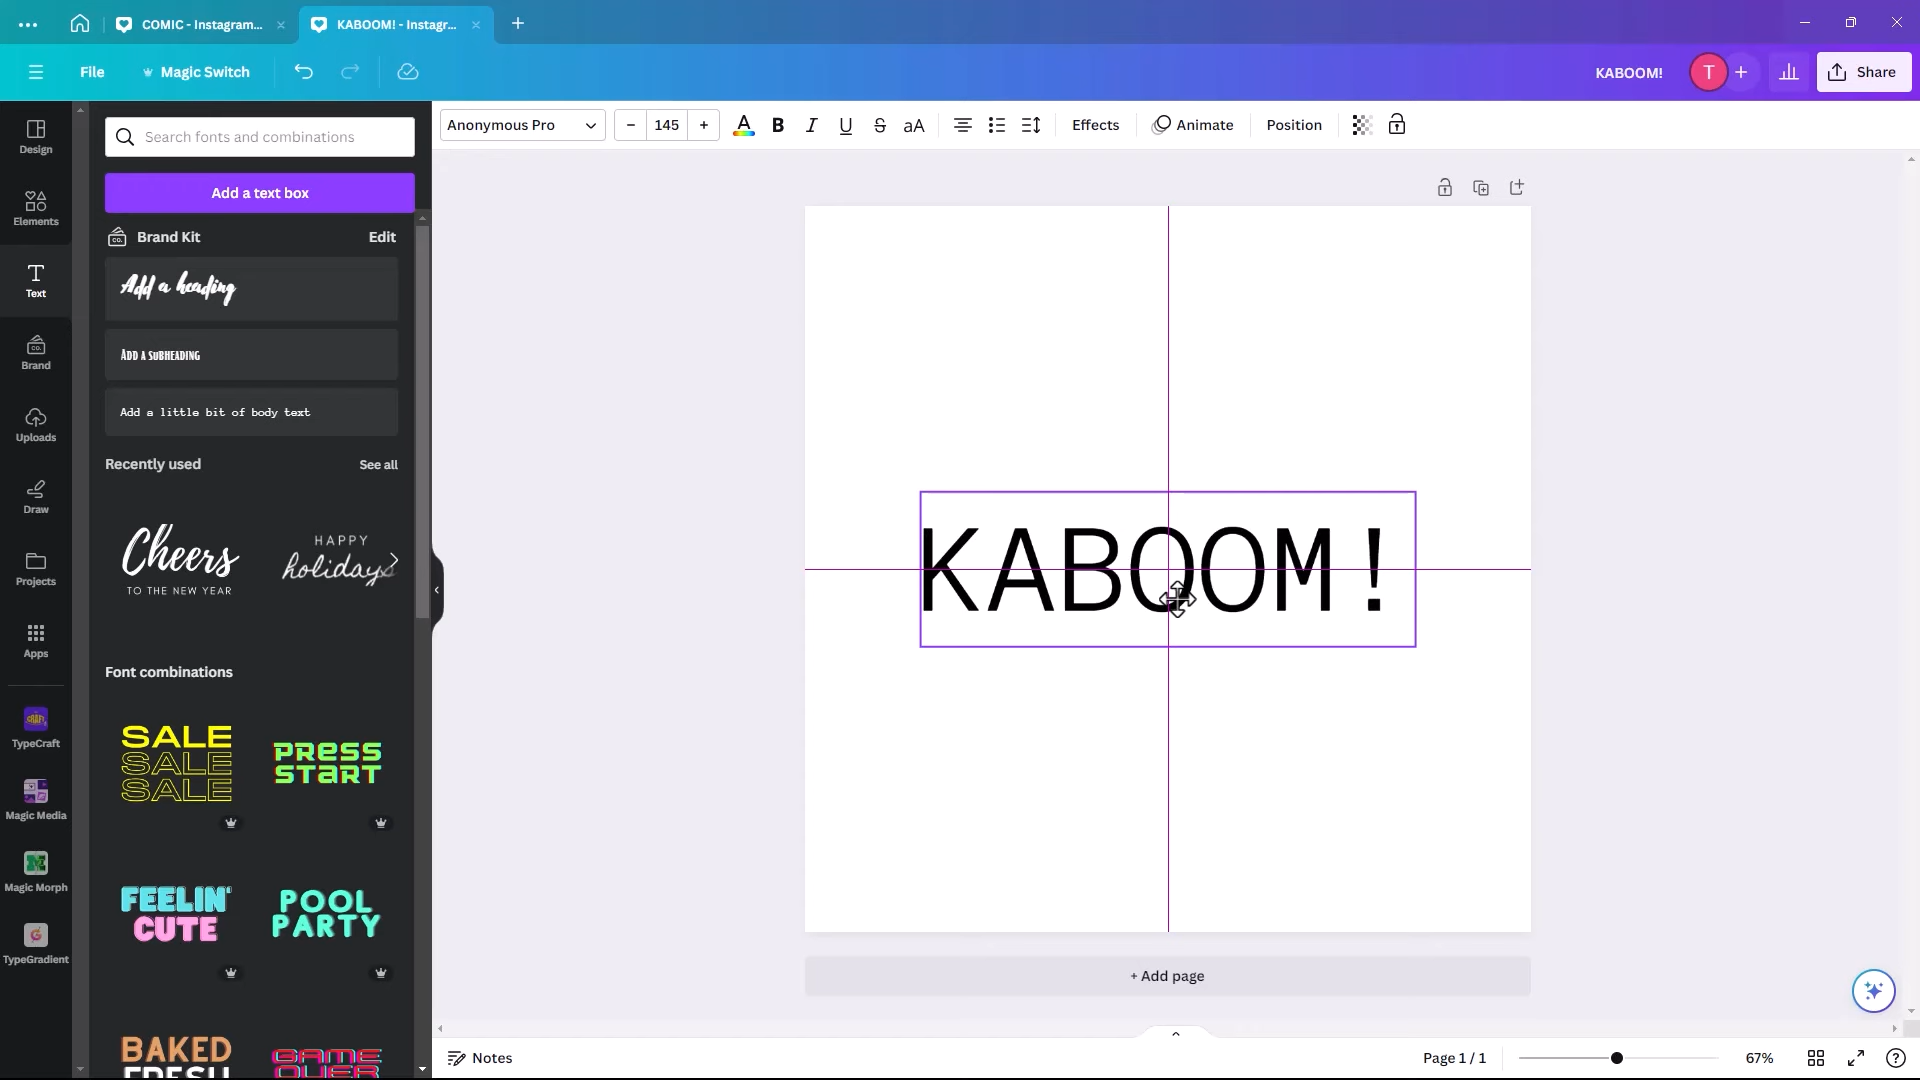 COMIC - Instagram...
KABOOM! - Instagr...
File
Magic Switch
KABOOM!
T
Share
Design
Elements
Text
Brand
Uploads
Draw
Projects
Apps
TypeCraft
Magic Media
Magic Morph
TypeGradient
Search fonts and combinations
Add a text box
Brand Kit
Edit
Add a heading
Add a subheading
Add a little bit of body text
Recently used
See all
Cheers
TO THE NEW YEAR
HAPPY
holidays
Font combinations
SALE
SALE
SALE
PRESS
START
FEELIN'
CUTE
POOL
PARTY
BAKED
FRESH
GAME
OVER
Anonymous Pro
145
A
B
I
U
S
aA
Effects
Animate
Position
KABOOM!
+ Add page
Notes
Page 1 / 1
67%